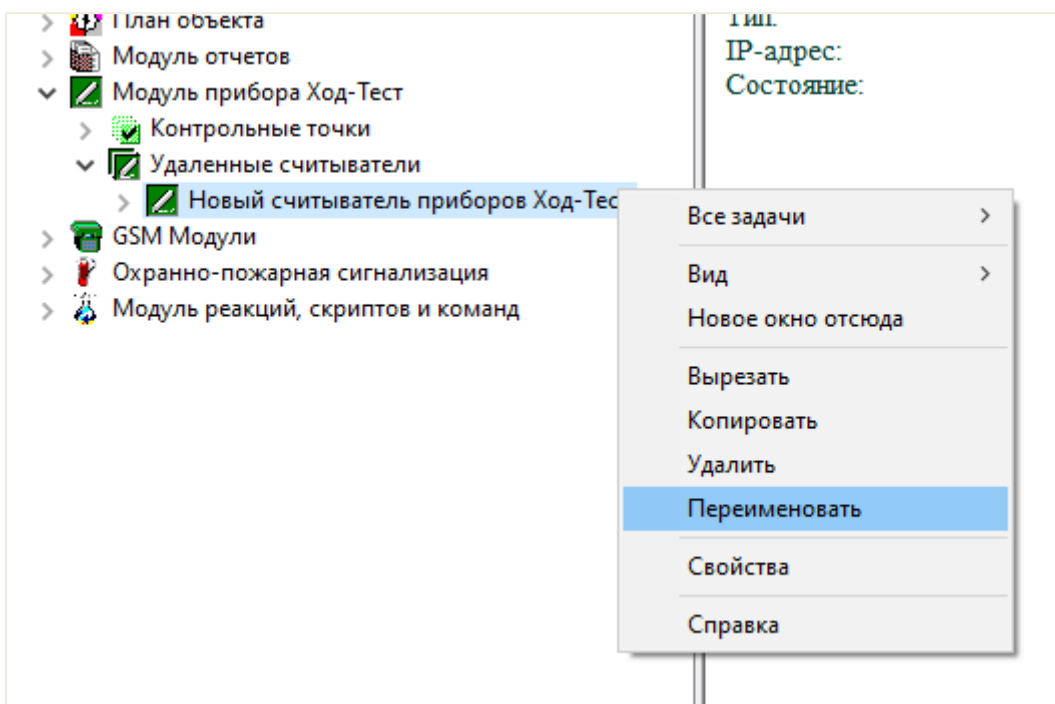 План объекта
Модуль отчетов
Модуль прибора Ход-Тест
Контрольные точки
Удаленные считыватели
Новый считыватель приборов Ход-Тес
GSM Модули
Охранно-пожарная сигнализация
Модуль реакций, скриптов и команд
Тип:
IP-адрес:
Состояние:
Все задачи
Вид
Новое окно отсюда
Вырезать
Копировать
Удалить
Переименовать
Свойства
Справка